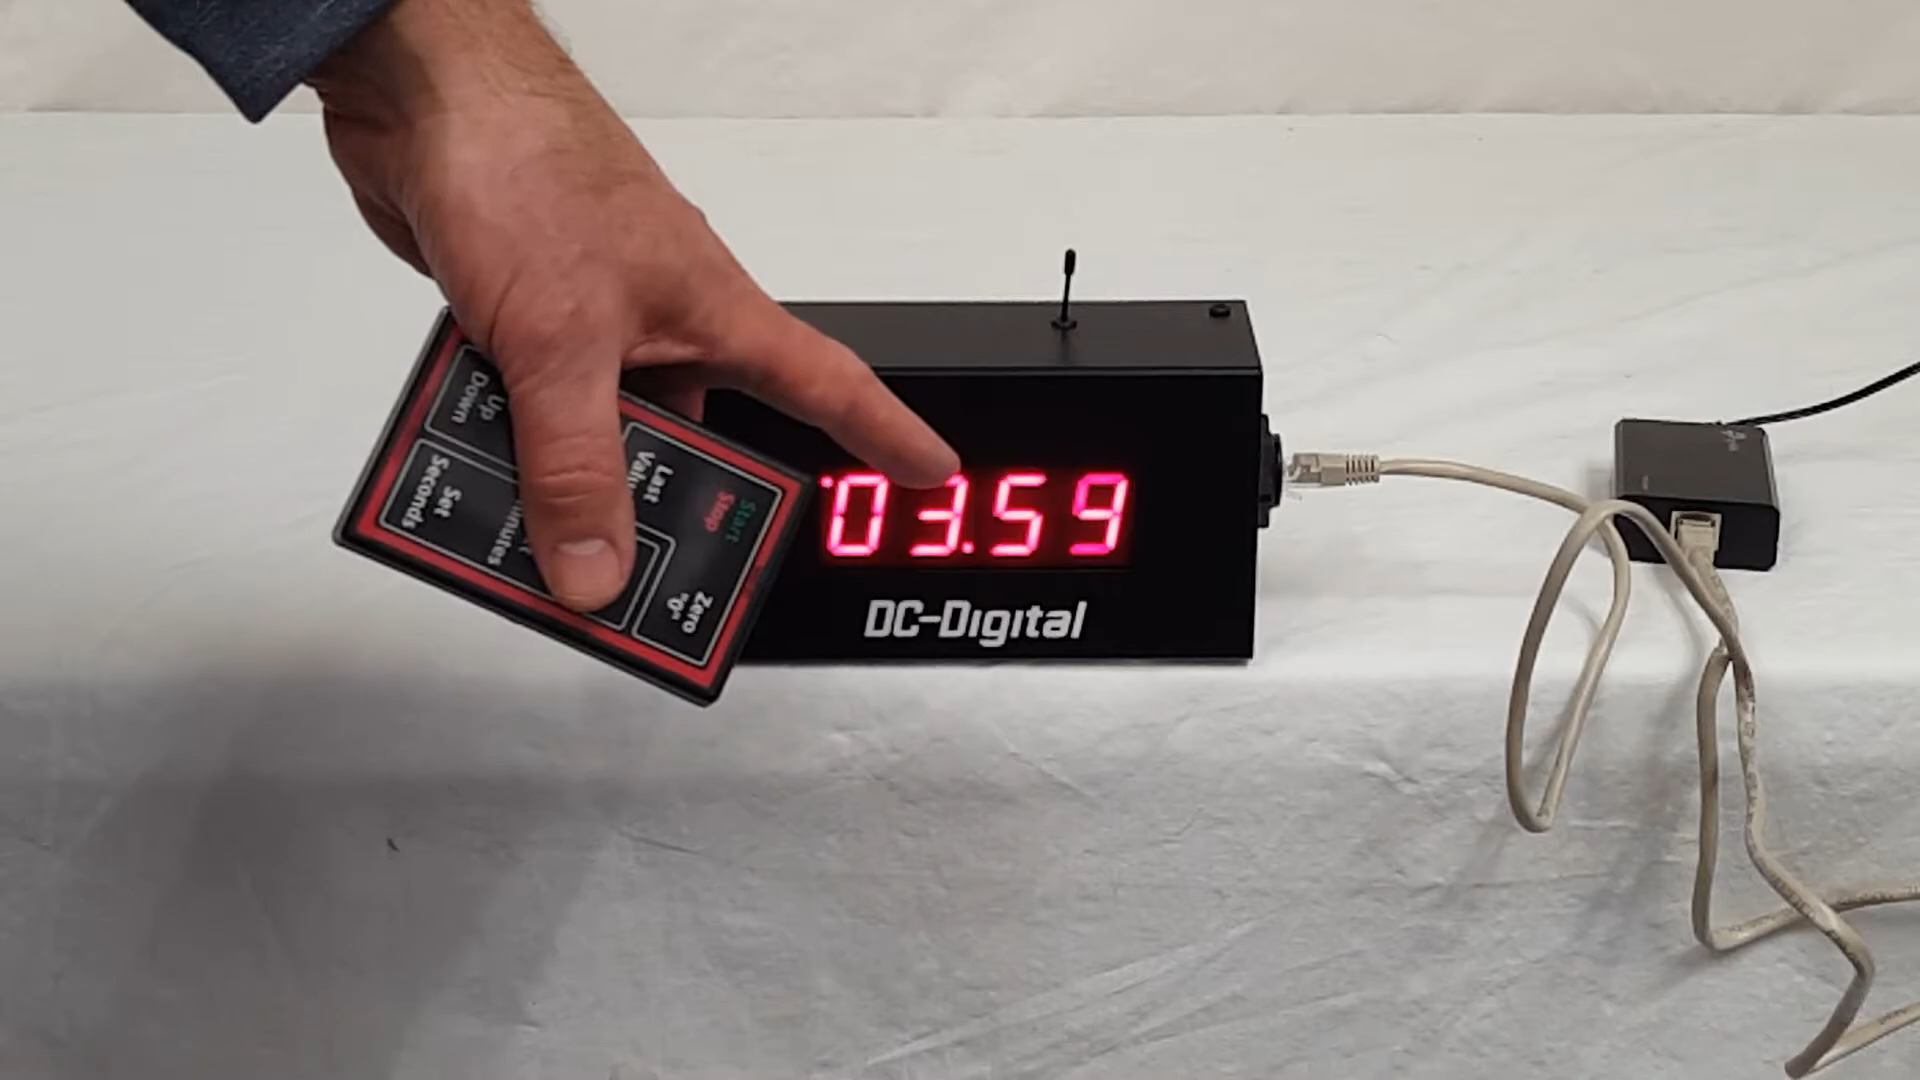 Up
Down
Set
Seconds
Last
Start
Stop
Zero
"0"
03.59
DC-Digital